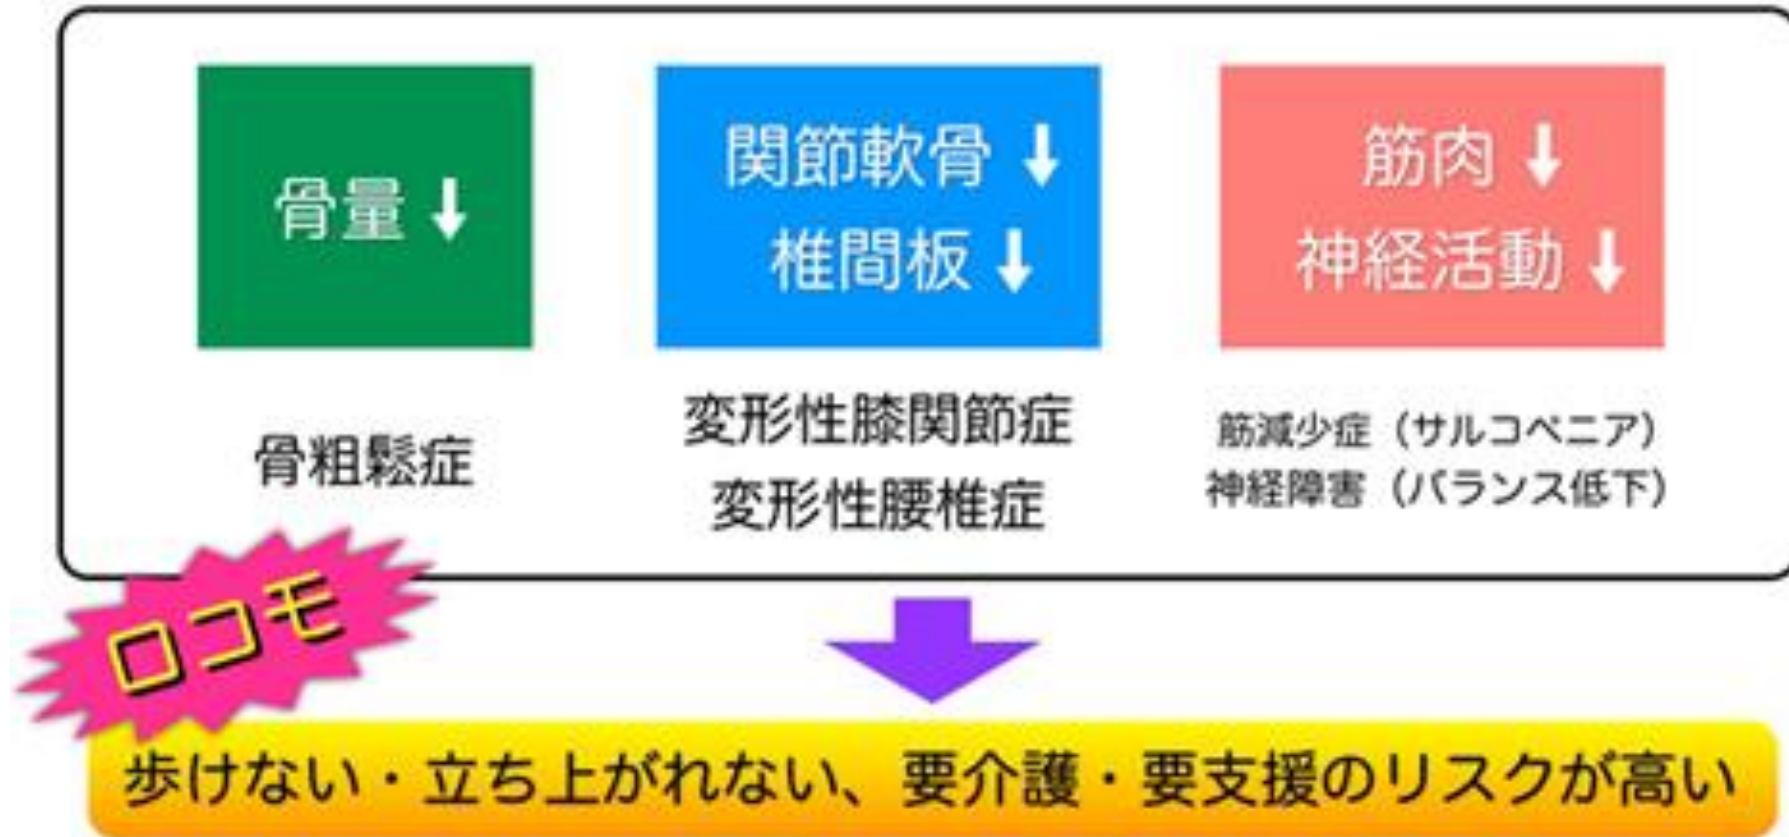 骨量↓
関節軟骨↓
椎間板↓
筋肉↓
神経活動↓
骨粗鬆症
変形性膝関節症
変形性腰椎症
筋減少症（サルコペニア）
神経障害（バランス低下）
ロコモ
歩けない・立ち上がれない、要介護・要支援のリスクが高い